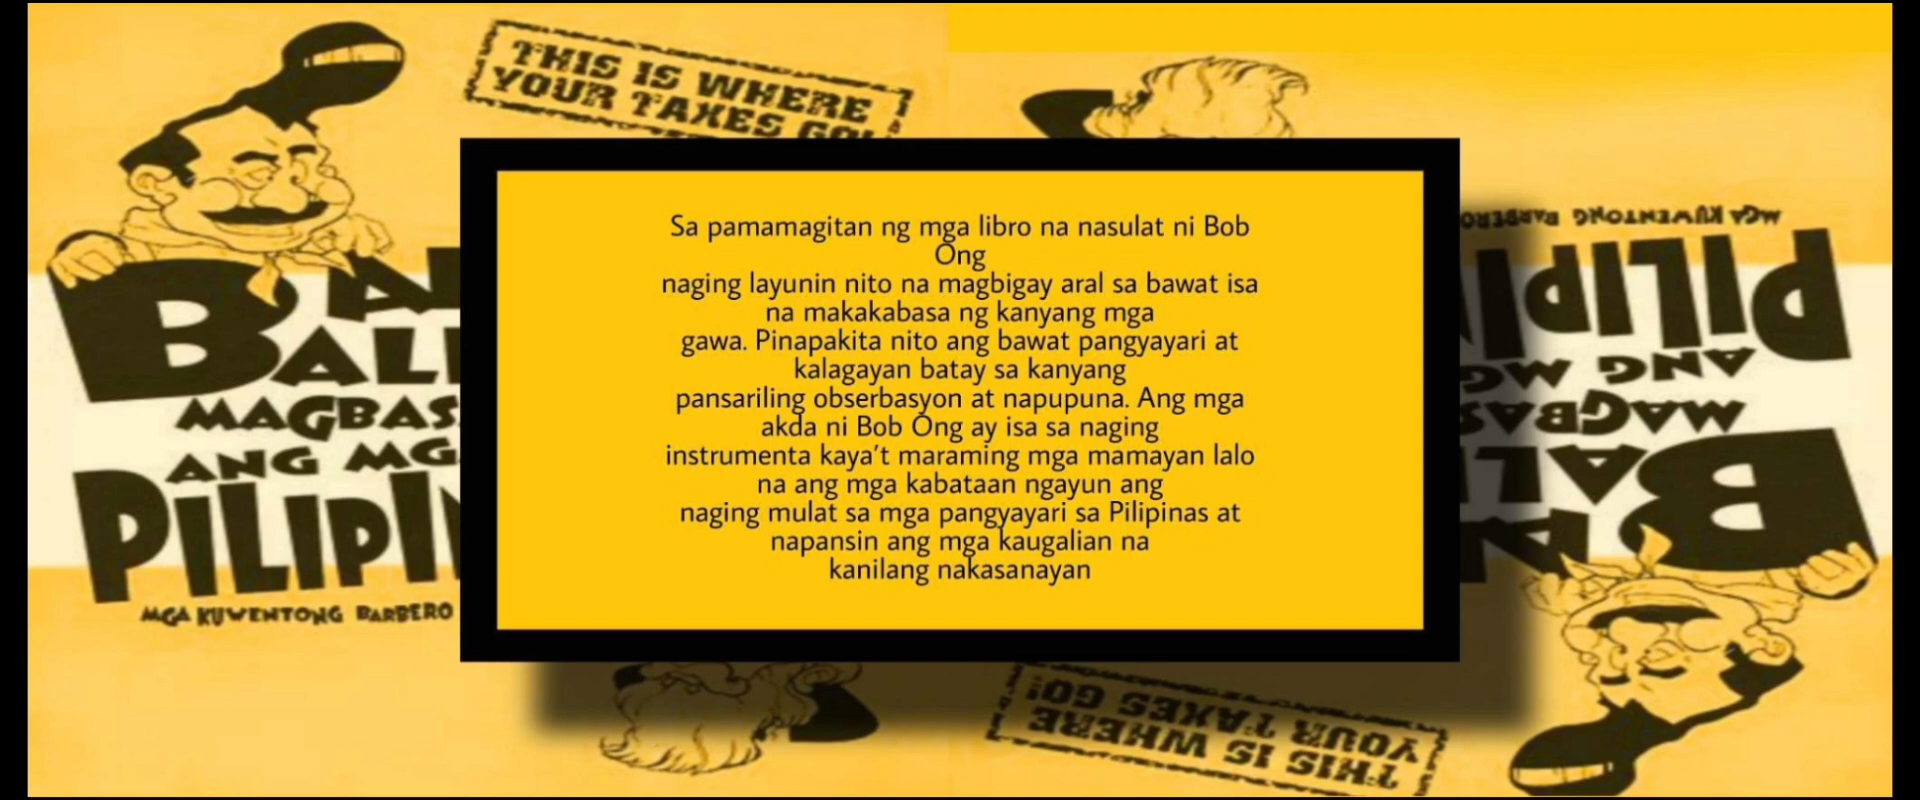 THIS IS WHERE
YOUR TAXES GO!
BA
BALI
MAGBAS
ANG MG
PILIPIN
MGA KUWENTONG BARBERO
Sa pamamagitan ng mga libro na nasulat ni Bob
Ong
naging layunin nito na magbigay aral sa bawat isa
na makakabasa ng kanyang mga
gawa. Pinapakita nito ang bawat pangyayari at
kalagayan batay sa kanyang
pansariling obserbasyon at napupuna. Ang mga
akda ni Bob Ong ay isa sa naging
instrumenta kaya't maraming mga mamayan lalo
na ang mga kabataan ngayun ang
naging mulat sa mga pangyayari sa Pilipinas at
napansin ang mga kaugalian na
kanilang nakasanayan
MGA KUWENTONG BARBERO
PILIPIN
ANG MG
MAGBAS
BALI
BA
THIS IS WHERE
YOUR TAXES GO!